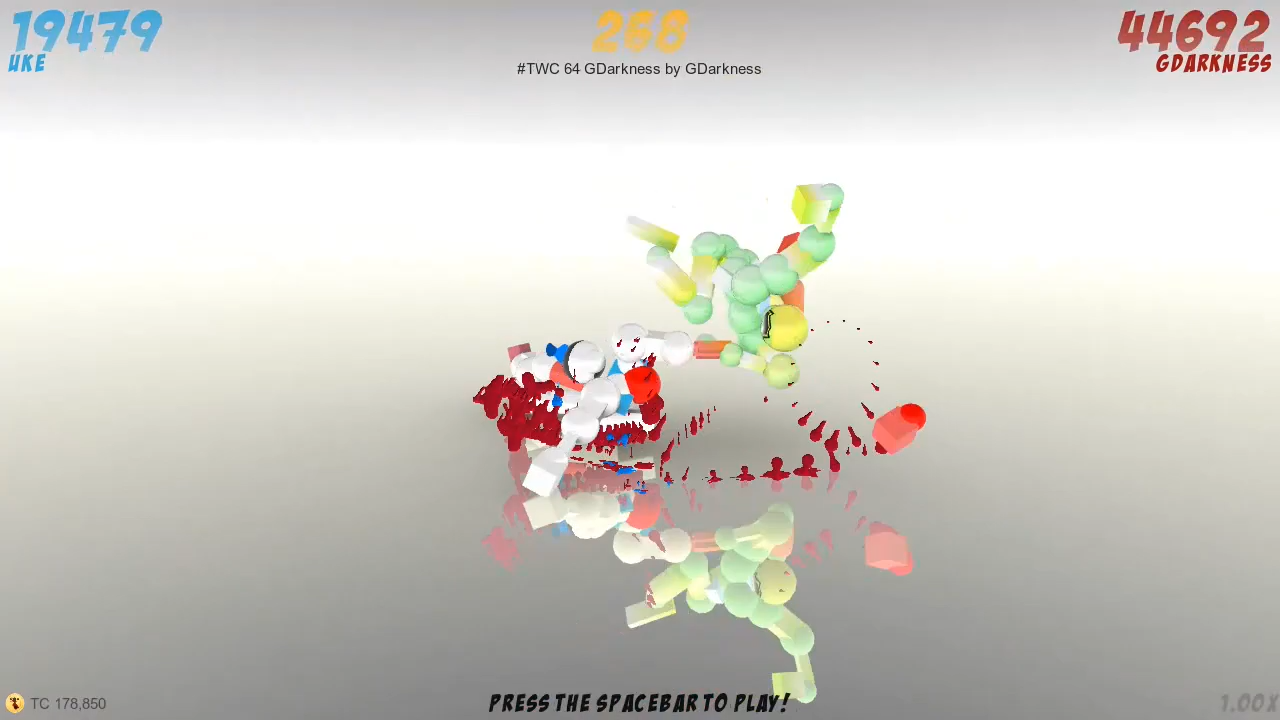 19479
UKE
268
#TWC 64 GDarkness by GDarkness
44692
GDARKNESS
TC 178,850
PRESS THE SPACEBAR TO PLAY!
1.00X